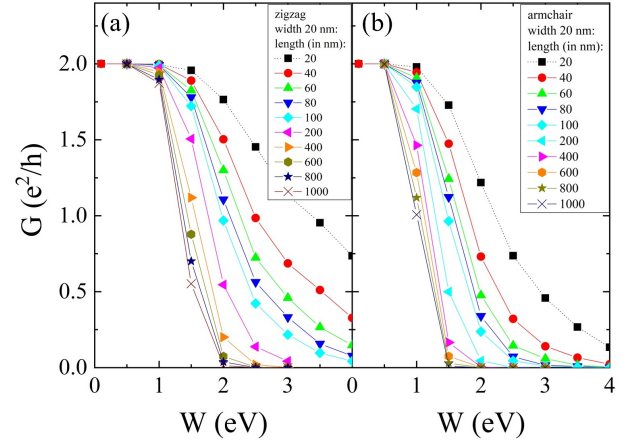 (a)
zigzag
width 20 nm:
length (in nm):
20
40
60
80
100
200
400
600
800
1000
(b)
armchair
width 20 nm:
length (in nm):
20
40
60
80
100
200
400
600
800
1000
2.0
1.5
1.0
0.5
0.0
G (e²/h)
0 1 2 3 0 1 2 3 4
W (eV) W (eV)